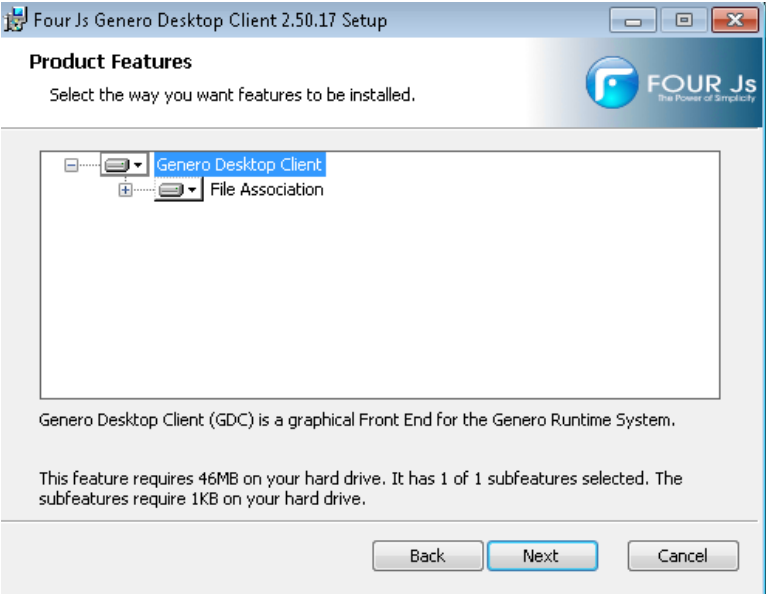 Four Js Genero Desktop Client 2.50.17 Setup
Product Features
Select the way you want features to be installed.
FOUR Js
The Power of Simplicity
Genero Desktop Client
File Association
Genero Desktop Client (GDC) is a graphical Front End for the Genero Runtime System.
This feature requires 46MB on your hard drive. It has 1 of 1 subfeatures selected. The
subfeatures require 1KB on your hard drive.
Back
Next
Cancel